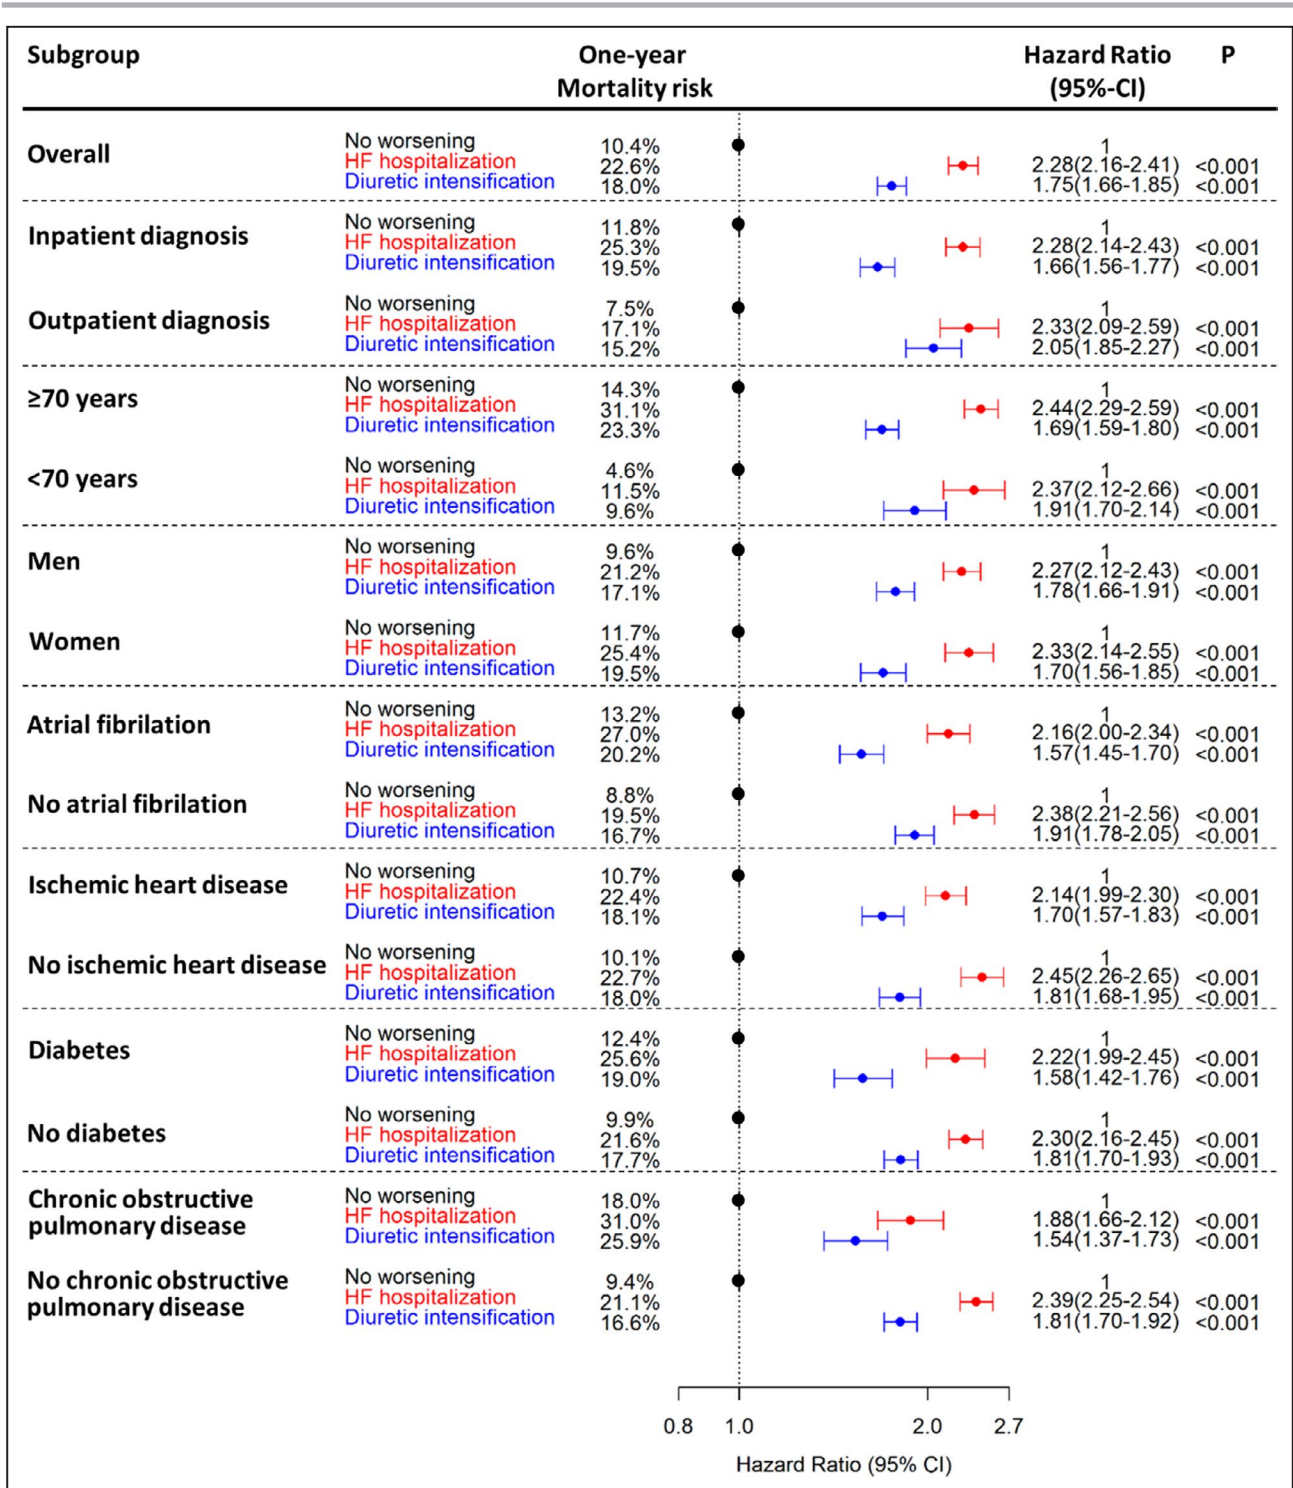 Subgroup One-year Mortality risk Hazard Ratio (95%-CI) P
Overall
No worsening 10.4% 1
HF hospitalization 22.6% 2.28(2.16-2.41) <0.001
Diuretic intensification 18.0% 1.75(1.66-1.85) <0.001
Inpatient diagnosis
No worsening 11.8% 1
HF hospitalization 25.3% 2.28(2.14-2.43) <0.001
Diuretic intensification 19.5% 1.66(1.56-1.77) <0.001
Outpatient diagnosis
No worsening 7.5% 1
HF hospitalization 17.1% 2.33(2.09-2.59) <0.001
Diuretic intensification 15.2% 2.05(1.85-2.27) <0.001
≥70 years
No worsening 14.3% 1
HF hospitalization 31.1% 2.44(2.29-2.59) <0.001
Diuretic intensification 23.3% 1.69(1.59-1.80) <0.001
<70 years
No worsening 4.6% 1
HF hospitalization 11.5% 2.37(2.12-2.66) <0.001
Diuretic intensification 9.6% 1.91(1.70-2.14) <0.001
Men
No worsening 9.6% 1
HF hospitalization 21.2% 2.27(2.12-2.43) <0.001
Diuretic intensification 17.1% 1.78(1.66-1.91) <0.001
Women
No worsening 11.7% 1
HF hospitalization 25.4% 2.33(2.14-2.55) <0.001
Diuretic intensification 19.5% 1.70(1.56-1.85) <0.001
Atrial fibrilation
No worsening 13.2% 1
HF hospitalization 27.0% 2.16(2.00-2.34) <0.001
Diuretic intensification 20.2% 1.57(1.45-1.70) <0.001
No atrial fibrilation
No worsening 8.8% 1
HF hospitalization 19.5% 2.38(2.21-2.56) <0.001
Diuretic intensification 16.7% 1.91(1.78-2.05) <0.001
Ischemic heart disease
No worsening 10.7% 1
HF hospitalization 22.4% 2.14(1.99-2.30) <0.001
Diuretic intensification 18.1% 1.70(1.57-1.83) <0.001
No ischemic heart disease
No worsening 10.1% 1
HF hospitalization 22.7% 2.45(2.26-2.65) <0.001
Diuretic intensification 18.0% 1.81(1.68-1.95) <0.001
Diabetes
No worsening 12.4% 1
HF hospitalization 25.6% 2.22(1.99-2.45) <0.001
Diuretic intensification 19.0% 1.58(1.42-1.76) <0.001
No diabetes
No worsening 9.9% 1
HF hospitalization 21.6% 2.30(2.16-2.45) <0.001
Diuretic intensification 17.7% 1.81(1.70-1.93) <0.001
Chronic obstructive
pulmonary disease
No worsening 18.0% 1
HF hospitalization 31.0% 1.88(1.66-2.12) <0.001
Diuretic intensification 25.9% 1.54(1.37-1.73) <0.001
No chronic obstructive
pulmonary disease
No worsening 9.4% 1
HF hospitalization 21.1% 2.39(2.25-2.54) <0.001
Diuretic intensification 16.6% 1.81(1.70-1.92) <0.001
0.8 1.0 2.0 2.7
Hazard Ratio (95% CI)